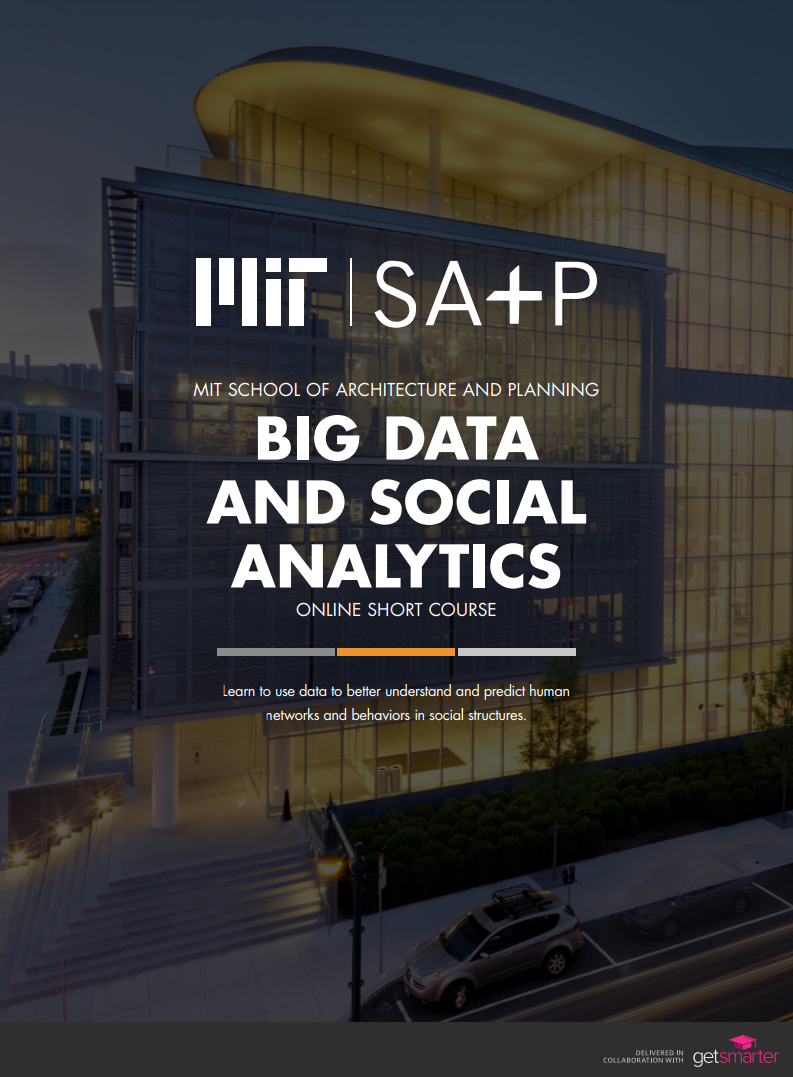 MIT | SA+P
MIT SCHOOL OF ARCHITECTURE AND PLANNING
BIG DATA
AND SOCIAL
ANALYTICS
ONLINE SHORT COURSE
Learn to use data to better understand and predict human
networks and behaviors in social structures.
DELIVERED IN
COLLABORATION WITH
getsmarter